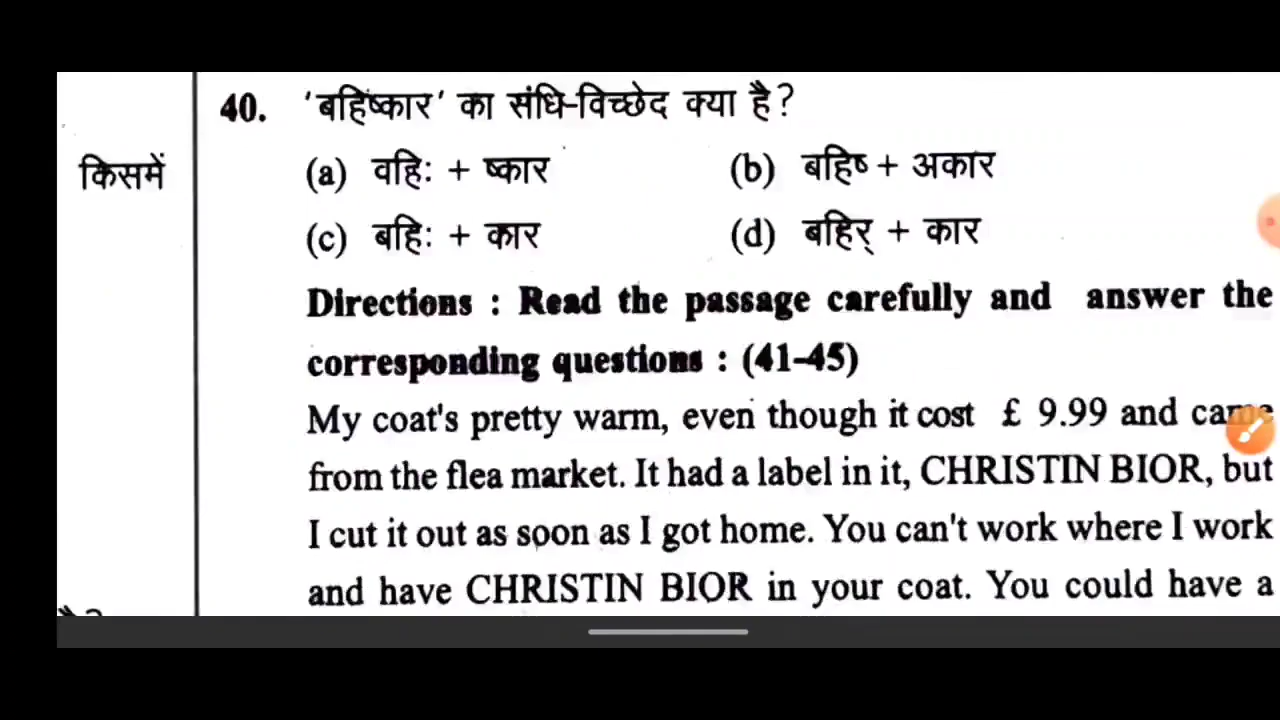 40. 'बहिष्कार' का संधि-विच्छेद क्या है?
किसमें
(a) वहिः + ष्कार (b) बहिष + अकार
(c) बहिः + कार (d) बहिर् + कार
Directions : Read the passage carefully and answer the
corresponding questions : (41-45)
My coat's pretty warm, even though it cost £ 9.99 and came
from the flea market. It had a label in it, CHRISTIN BIOR, but
I cut it out as soon as I got home. You can't work where I work
and have CHRISTIN BIOR in your coat. You could have a